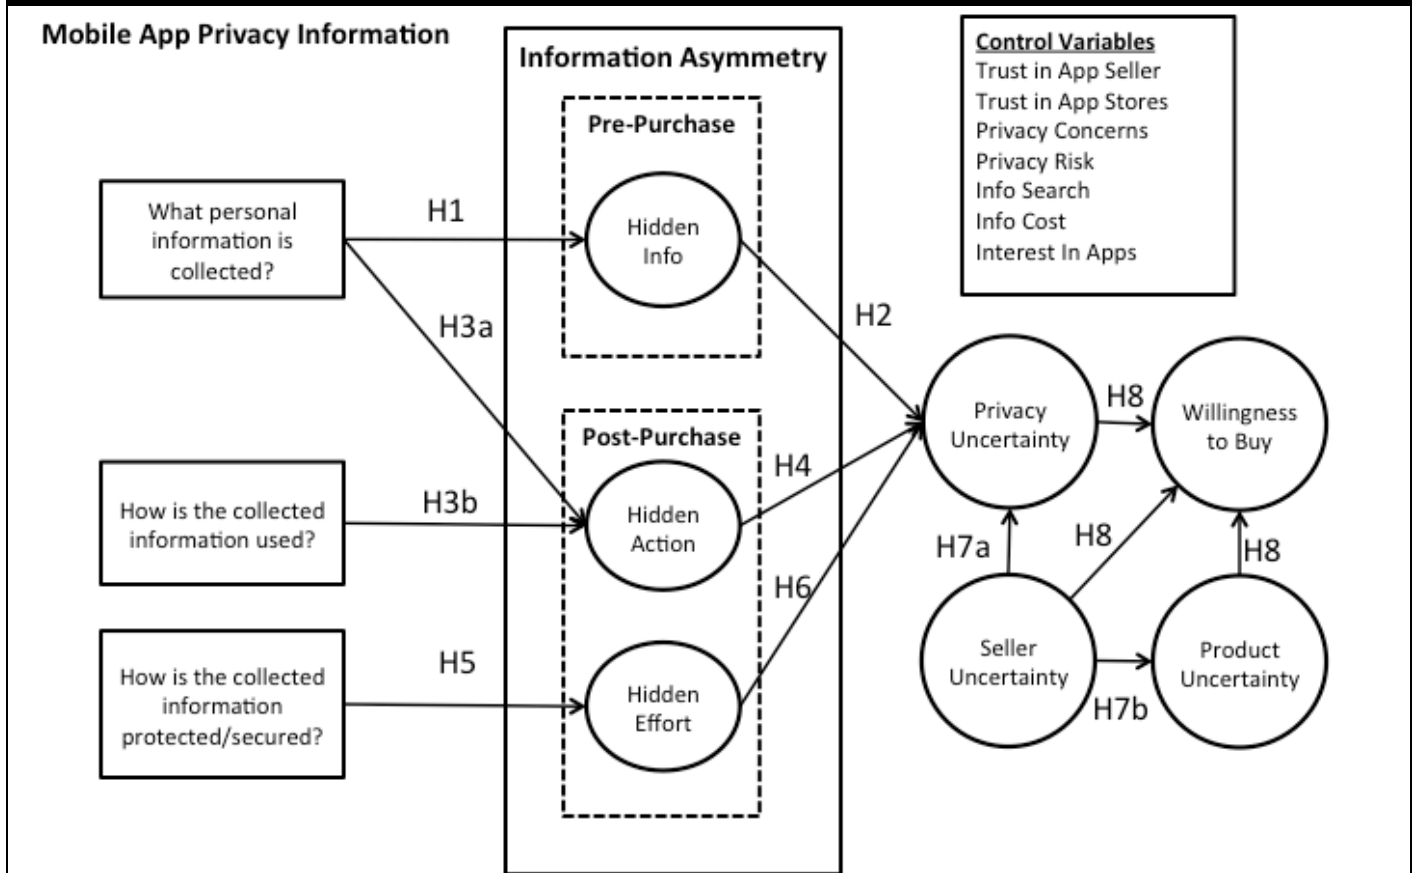 Mobile App Privacy Information
Information Asymmetry
Pre-Purchase
Hidden
Info
Post-Purchase
Hidden
Action
Hidden
Effort
What personal
information is
collected?
How is the collected
information used?
How is the collected
information
protected/secured?
H1
H3a
H3b
H5
H2
H4
H6
Control Variables
Trust in App Seller
Trust in App Stores
Privacy Concerns
Privacy Risk
Info Search
Info Cost
Interest In Apps
Privacy
Uncertainty
H8
Willingness
to Buy
H7a
H8
H8
Seller
Uncertainty
H7b
Product
Uncertainty